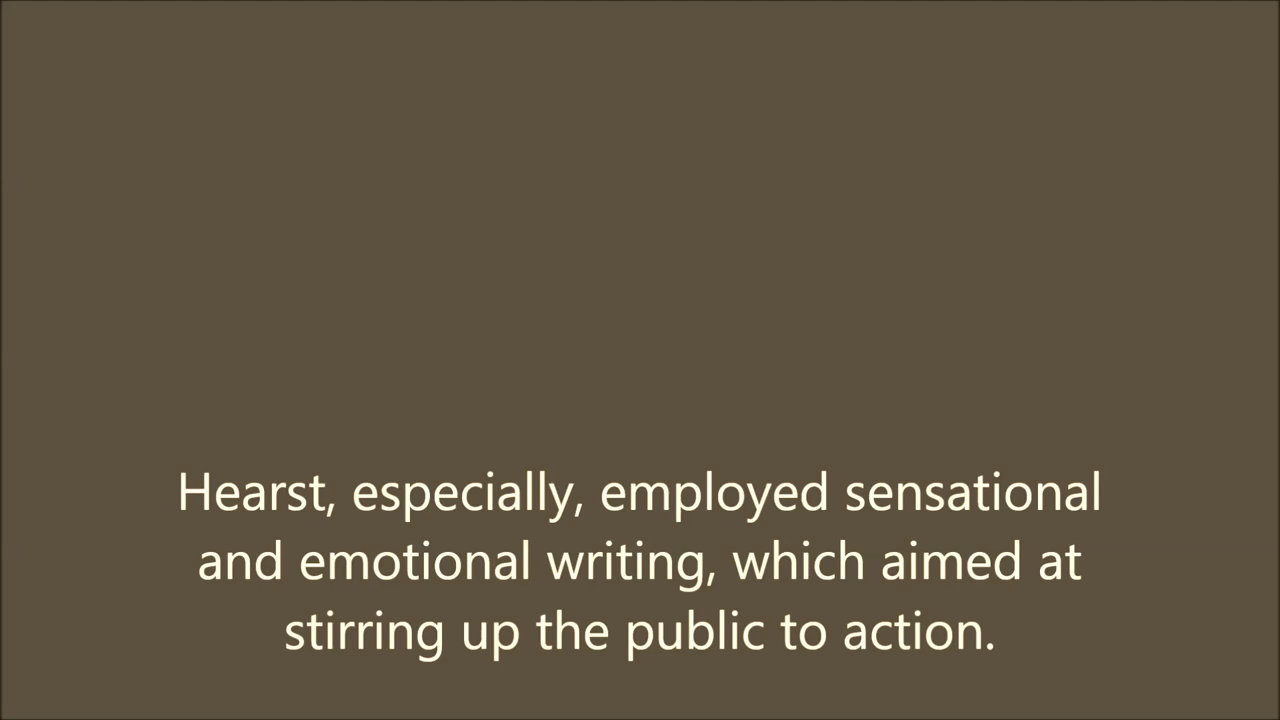 Hearst, especially, employed sensational
and emotional writing, which aimed at
stirring up the public to action.